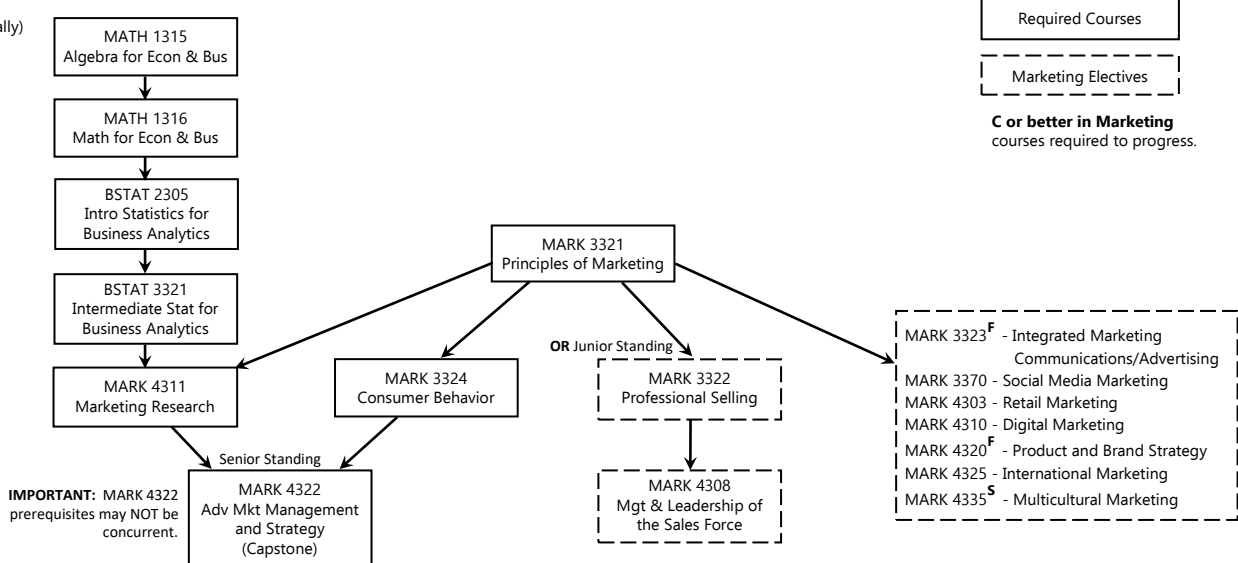 ally)
MATH 1315
Algebra for Econ & Bus
MATH 1316
Math for Econ & Bus
BSTAT 2305
Intro Statistics for
Business Analytics
BSTAT 3321
Intermediate Stat for
Business Analytics
MARK 4311
Marketing Research
Senior Standing
IMPORTANT: MARK 4322
prerequisites may NOT be
concurrent.
MARK 4322
Adv Mkt Management
and Strategy
(Capstone)
MARK 3321
Principles of Marketing
MARK 3324
Consumer Behavior
OR Junior Standing
MARK 3322
Professional Selling
MARK 4308
Mgt & Leadership of
the Sales Force
Required Courses
Marketing Electives
C or better in Marketing
courses required to progress.
MARK 3323F - Integrated Marketing
Communications/Advertising
MARK 3370 - Social Media Marketing
MARK 4303 - Retail Marketing
MARK 4310 - Digital Marketing
MARK 4320F - Product and Brand Strategy
MARK 4325 - International Marketing
MARK 4335S - Multicultural Marketing